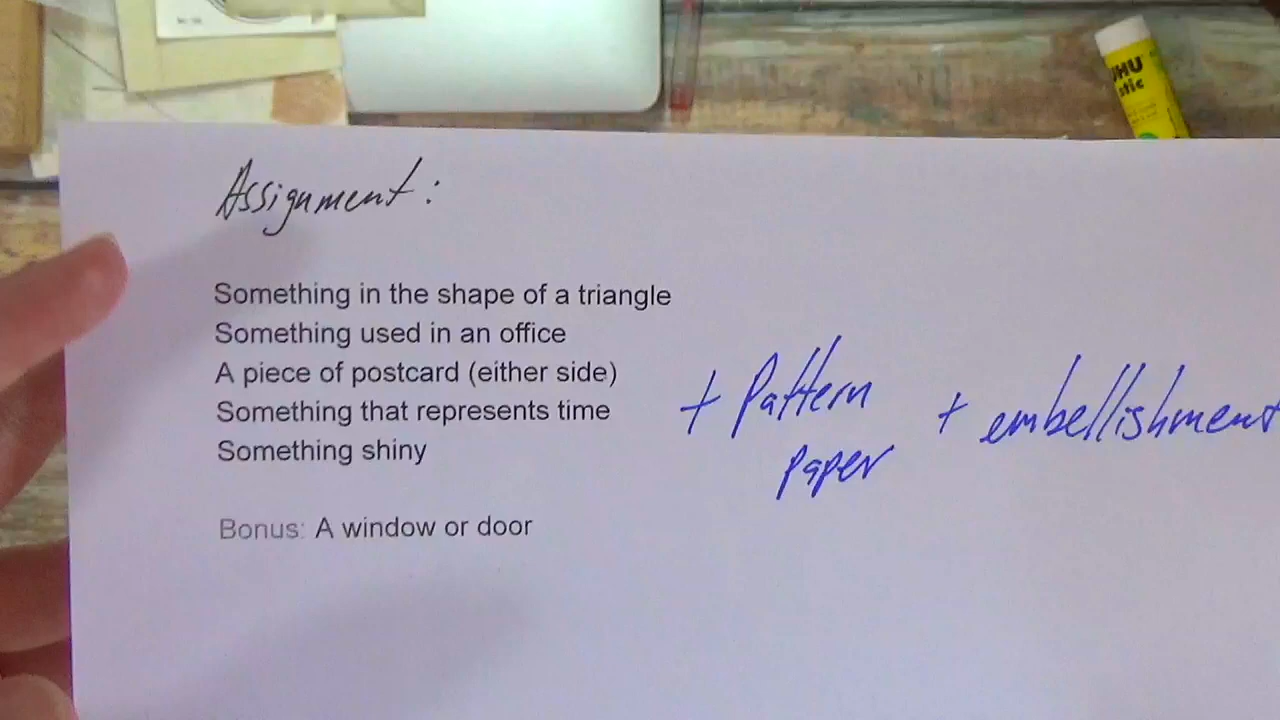 UHU
stic
Assignment:
Something in the shape of a triangle
Something used in an office
A piece of postcard (either side)
Something that represents time
Something shiny
+ Pattern
paper
+ embellishment
Bonus: A window or door